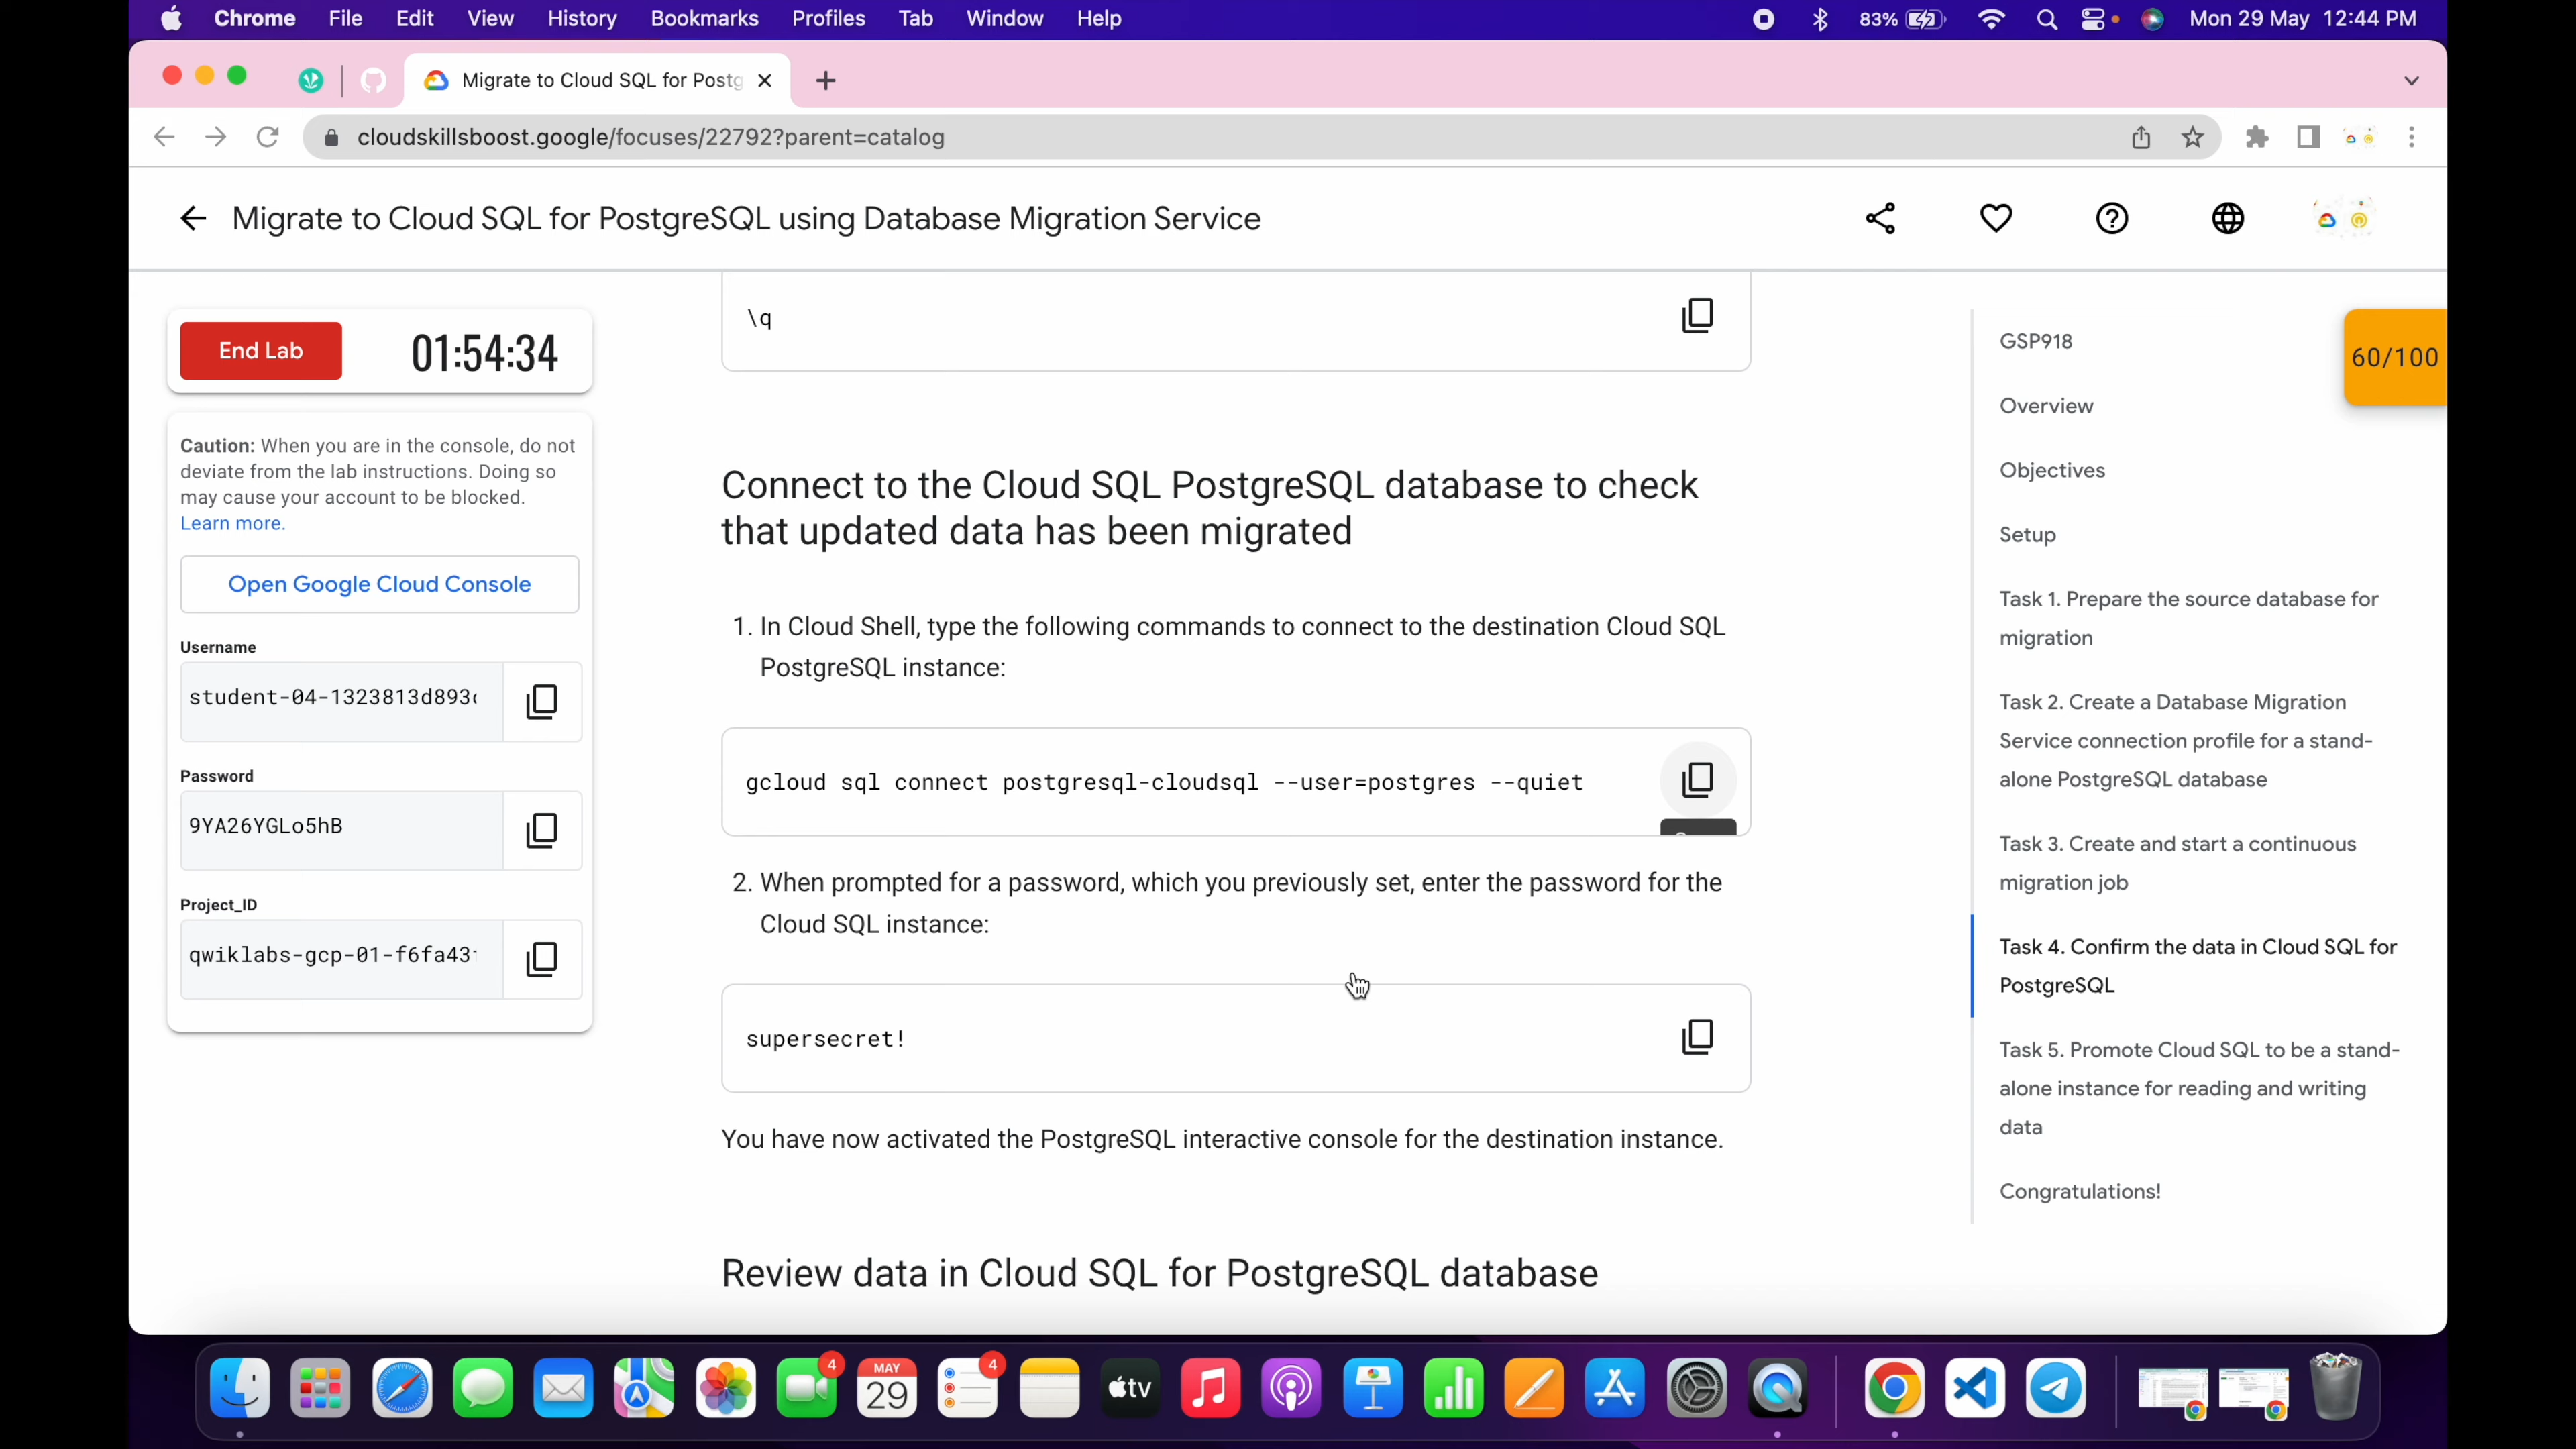 Chrome File Edit View History Bookmarks Profiles Tab Window Help 83% Mon 29 May 12:44 PM
Migrate to Cloud SQL for Postg
cloudskillsboost.google/focuses/22792?parent=catalog
Migrate to Cloud SQL for PostgreSQL using Database Migration Service
End Lab 01:54:34
Caution: When you are in the console, do not
deviate from the lab instructions. Doing so
may cause your account to be blocked.
Learn more.
Open Google Cloud Console
Username
student-04-1323813d893
Password
9YA26YGLo5hB
Project_ID
qwiklabs-gcp-01-f6fa43
\q
Connect to the Cloud SQL PostgreSQL database to check
that updated data has been migrated
1. In Cloud Shell, type the following commands to connect to the destination Cloud SQL
PostgreSQL instance:
gcloud sql connect postgresql-cloudsql --user=postgres --quiet
2. When prompted for a password, which you previously set, enter the password for the
Cloud SQL instance:
supersecret!
You have now activated the PostgreSQL interactive console for the destination instance.
Review data in Cloud SQL for PostgreSQL database
GSP918
60/100
Overview
Objectives
Setup
Task 1. Prepare the source database for
migration
Task 2. Create a Database Migration
Service connection profile for a stand-
alone PostgreSQL database
Task 3. Create and start a continuous
migration job
Task 4. Confirm the data in Cloud SQL for
PostgreSQL
Task 5. Promote Cloud SQL to be a stand-
alone instance for reading and writing
data
Congratulations!
4 MAY 29 4 tv